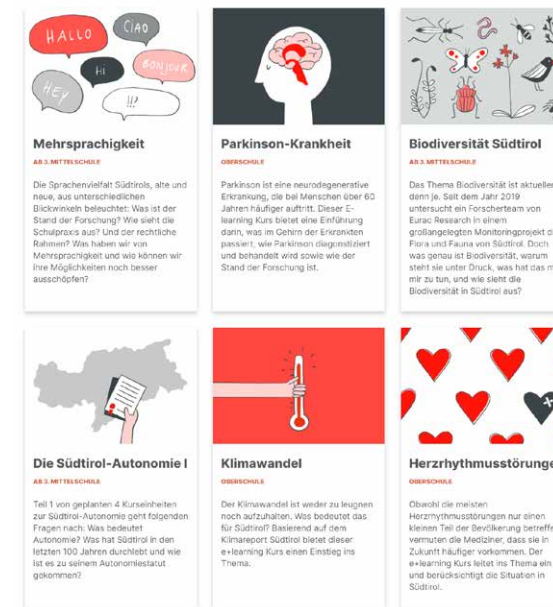 HALLO
CIAO
Hi
BONJOUR
HEY
!?
Mehrsprachigkeit
AB 3. MITTELSCHULE
Die Sprachenvielfalt Südtirols, alte und
neue, aus unterschiedlichen
Blickwinkeln beleuchtet: Was ist der
Stand der Forschung? Wie sieht die
Schulpraxis aus? Und der rechtliche
Rahmen? Was haben wir von
Mehrsprachigkeit und wie können wir
ihre Möglichkeiten noch besser
ausschöpfen?
Parkinson-Krankheit
OBERSCHULE
Parkinson ist eine neurodegenerative
Erkrankung, die bei Menschen über 60
Jahren häufiger auftritt. Dieser E-
learning Kurs bietet eine Einführung
darin, was im Gehirn der Erkrankten
passiert, wie Parkinson diagnostiziert
und behandelt wird sowie wie der
Stand der Forschung ist.
Biodiversität Südtirol
AB 3. MITTELSCHULE
Das Thema Biodiversität ist aktueller
denn je. Seit dem Jahr 2019
untersucht ein Forscherteam von
Eurac Research in einem
großangelegten Monitoringprojekt di
Flora und Fauna von Südtirol. Doch
was genau ist Biodiversität, warum
steht sie unter Druck, was hat das m
mir zu tun, und wie sieht die
Biodiversität in Südtirol aus?
Die Südtirol-Autonomie I
AB 3. MITTELSCHULE
Teil 1 von geplanten 4 Kurseinheiten
zur Südtirol-Autonomie geht folgenden
Fragen nach: Was bedeutet
Autonomie? Was hat Südtirol in den
letzten 100 Jahren durchlebt und wie
ist es zu seinem Autonomiestatut
gekommen?
Klimawandel
OBERSCHULE
Der Klimawandel ist weder zu leugnen
noch aufzuhalten. Was bedeutet das
für Südtirol? Basierend auf dem
Klimareport Südtirol bietet dieser
e+learning Kurs einen Einstieg ins
Thema.
Herzrhythmusstörunge
OBERSCHULE
Obwohl die meisten
Herzrhythmusstörungen nur einen
kleinen Teil der Bevölkerung betreffe
vermuten die Mediziner, dass sie in
Zukunft häufiger vorkommen. Der
e+learning Kurs leitet ins Thema ein
und berücksichtigt die Situation in
Südtirol.